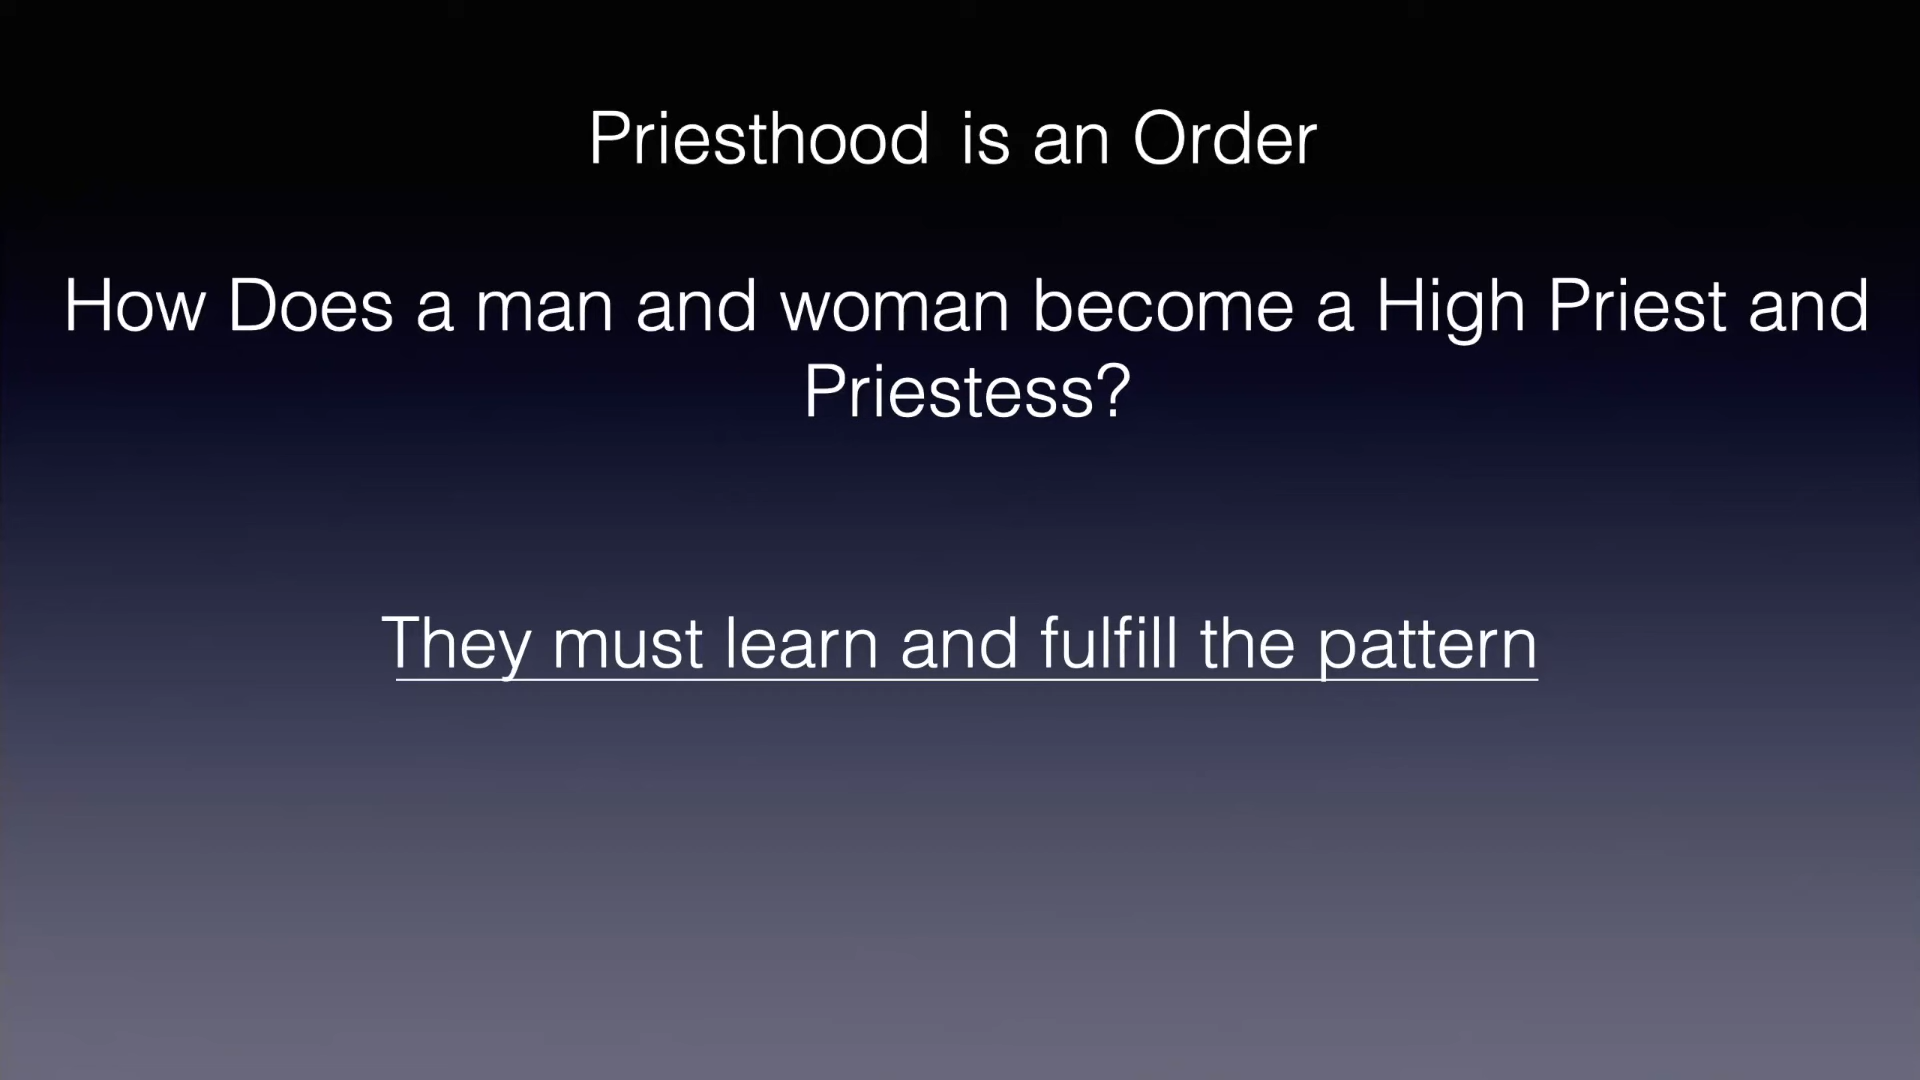 Priesthood is an Order
How Does a man and woman become a High Priest and
Priestess?
They must learn and fulfill the pattern